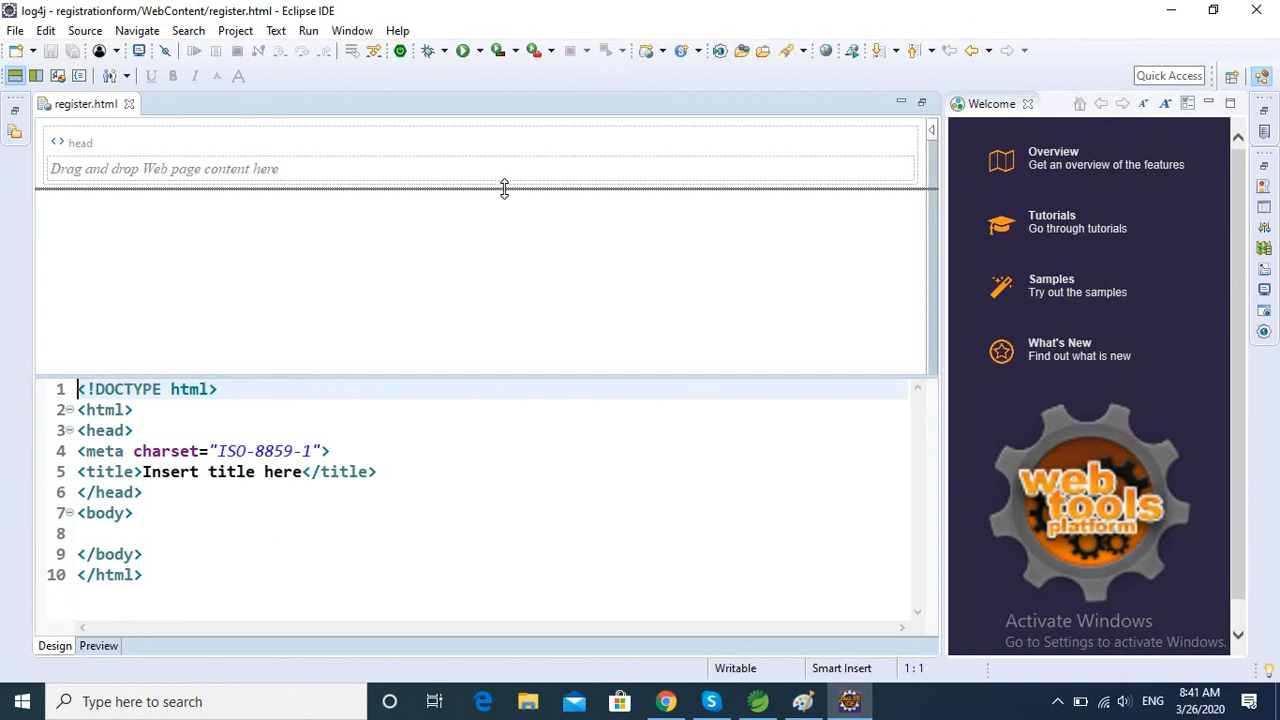 log4j - registrationform/WebContent/register.html - Eclipse IDE
File Edit Source Refactor Navigate Search Project Text Run Window Help
U B I A A
Quick Access
register.html
Welcome
A A
head
Drag and drop Web page content here
Overview
Get an overview of the features
Tutorials
Go through tutorials
Samples
Try out the samples
What's New
Find out what is new
1 <!DOCTYPE html>
2 <html>
3 <head>
4 <meta charset="ISO-8859-1">
5 <title>Insert title here</title>
6 </head>
7 <body>
8
9 </body>
10 </html>
web
tools
platform
Activate Windows
Go to Settings to activate Windows.
Design Preview
Writable Smart Insert 1 : 1
Type here to search
ENG
8:41 AM
3/26/2020